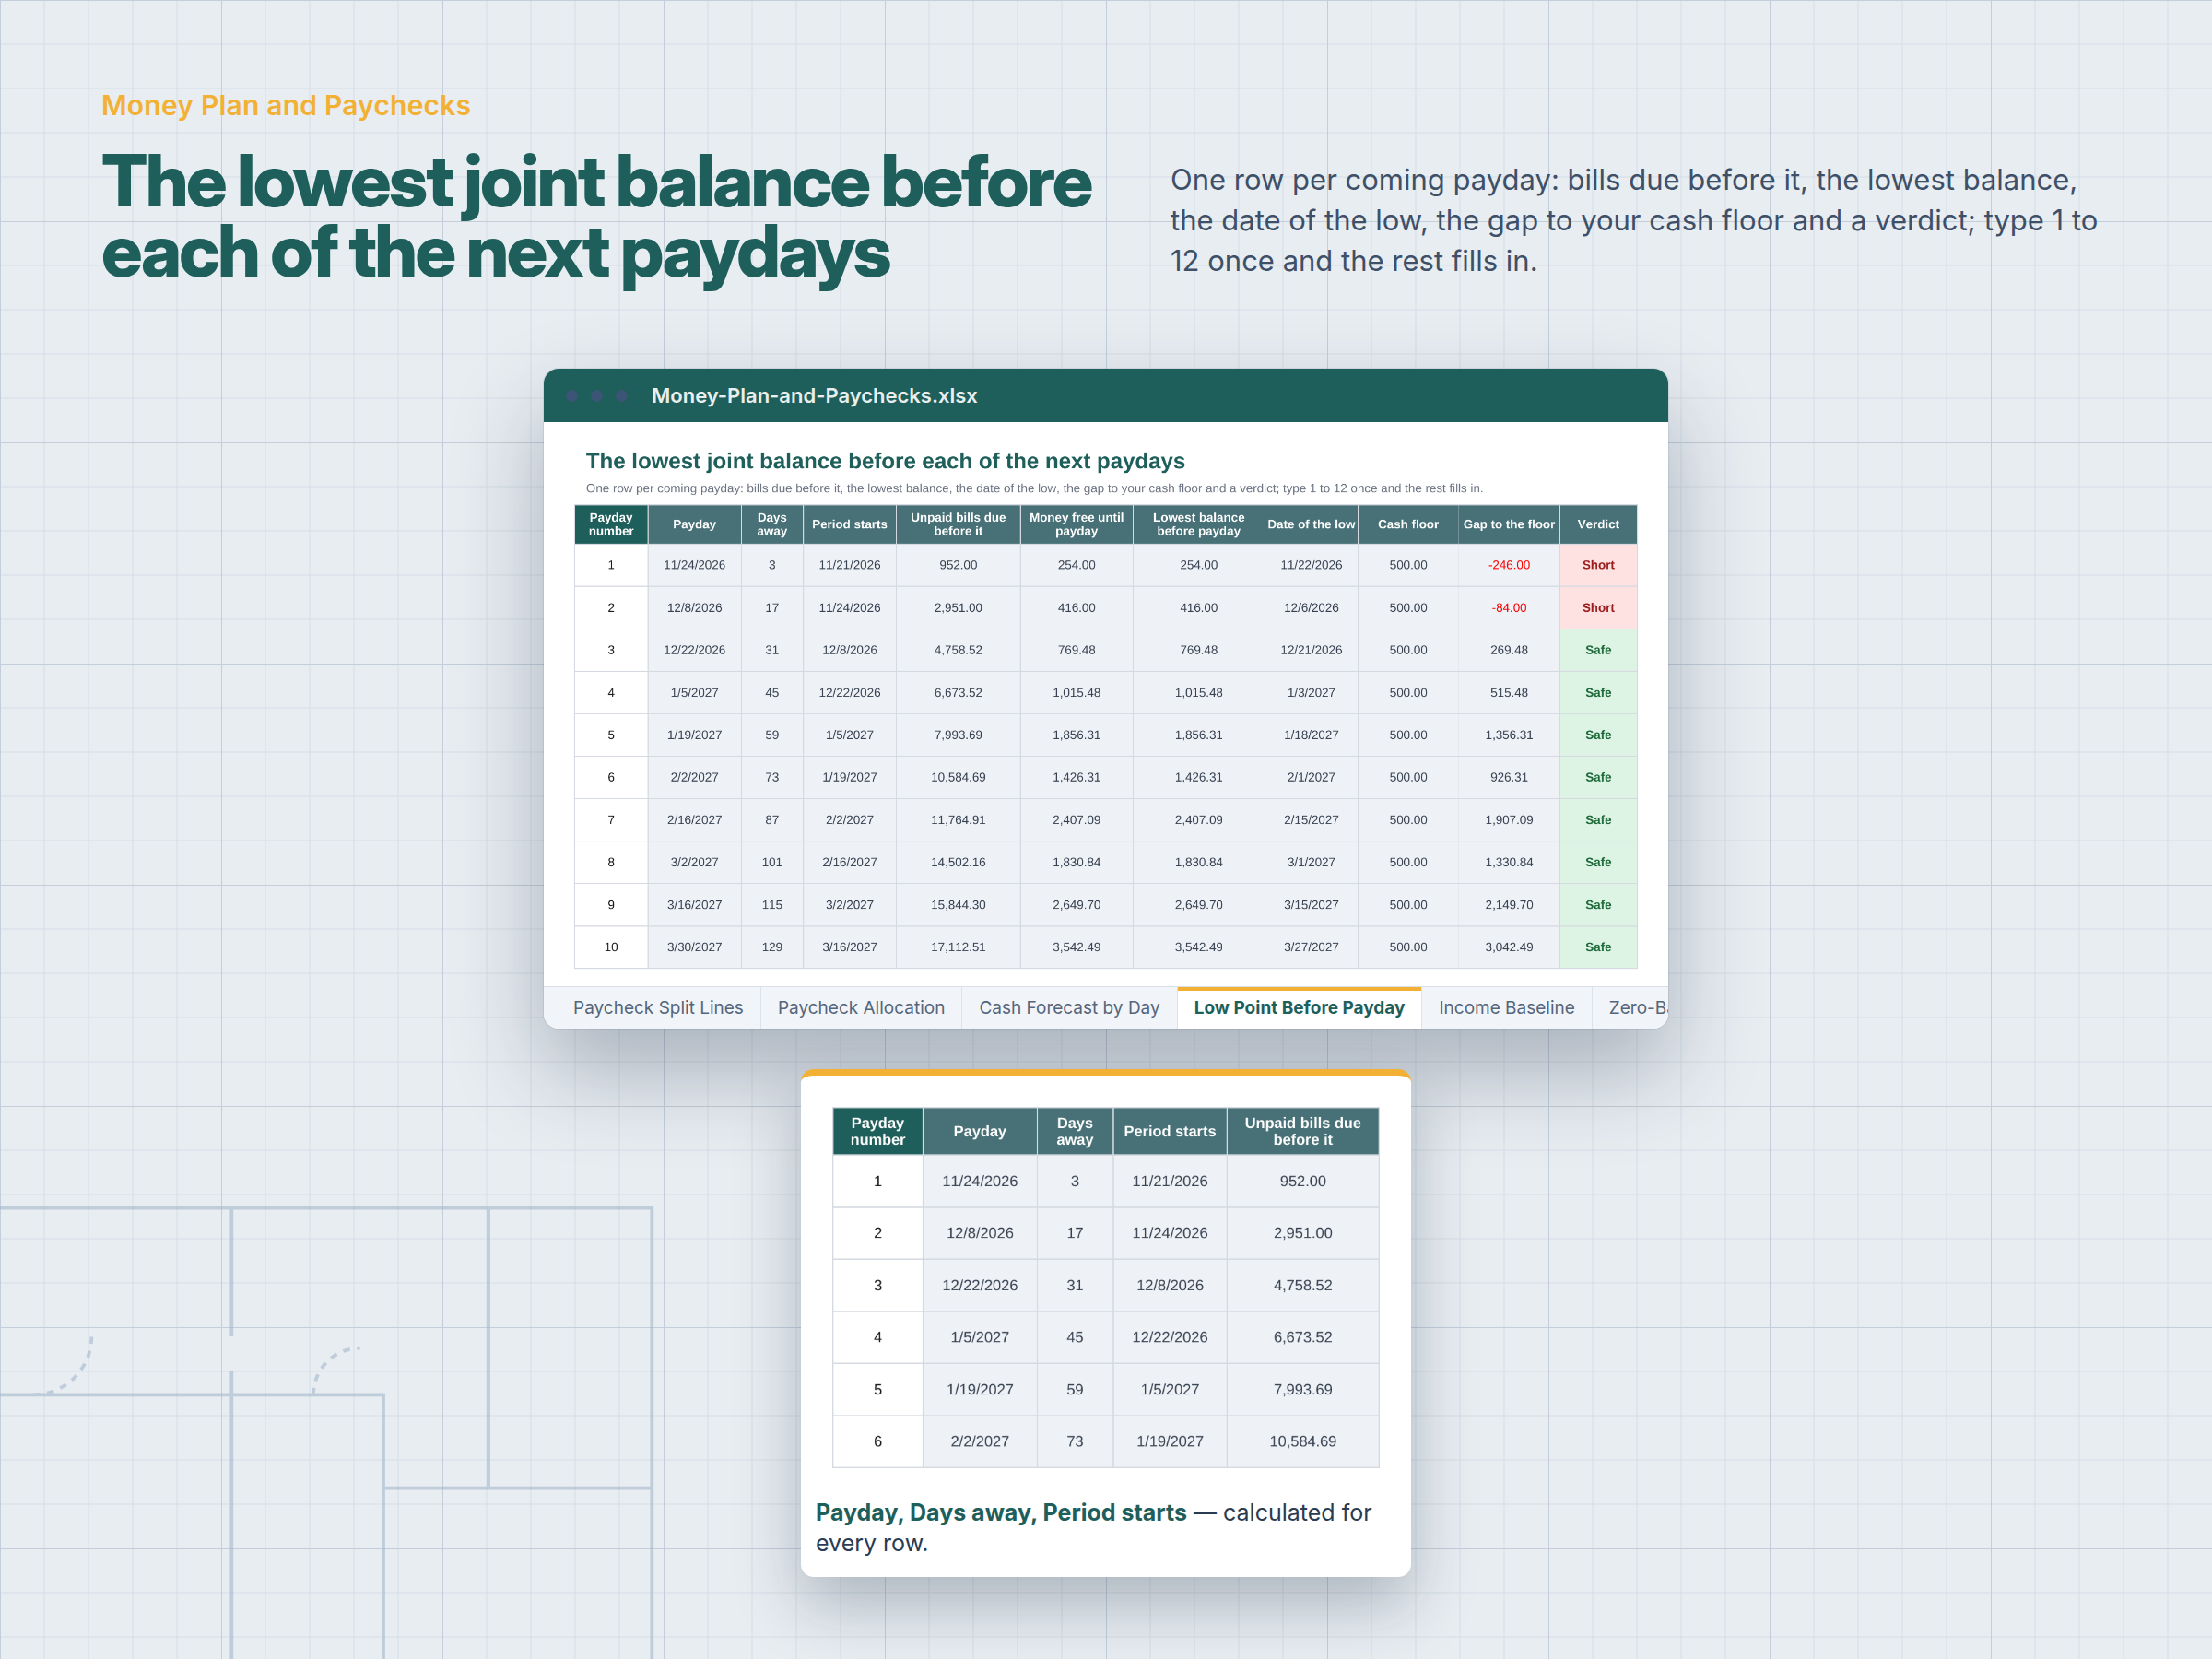 Money Plan and Paychecks
The lowest joint balance before
each of the next paydays
One row per coming payday: bills due before it, the lowest balance,
the date of the low, the gap to your cash floor and a verdict; type 1 to
12 once and the rest fills in.
Money-Plan-and-Paychecks.xlsx
The lowest joint balance before each of the next paydays
One row per coming payday: bills due before it, the lowest balance, the date of the low, the gap to your cash floor and a verdict; type 1 to 12 once and the rest fills in.
Payday number Payday Days away Period starts Unpaid bills due before it Money free until payday Lowest balance before payday Date of the low Cash floor Gap to the floor Verdict
1 11/24/2026 3 11/21/2026 952.00 254.00 254.00 11/22/2026 500.00 -246.00 Short
2 12/8/2026 17 11/24/2026 2,951.00 416.00 416.00 12/6/2026 500.00 -84.00 Short
3 12/22/2026 31 12/8/2026 4,758.52 769.48 769.48 12/21/2026 500.00 269.48 Safe
4 1/5/2027 45 12/22/2026 6,673.52 1,015.48 1,015.48 1/3/2027 500.00 515.48 Safe
5 1/19/2027 59 1/5/2027 7,993.69 1,856.31 1,856.31 1/18/2027 500.00 1,356.31 Safe
6 2/2/2027 73 1/19/2027 10,584.69 1,426.31 1,426.31 2/1/2027 500.00 926.31 Safe
7 2/16/2027 87 2/2/2027 11,764.91 2,407.09 2,407.09 2/15/2027 500.00 1,907.09 Safe
8 3/2/2027 101 2/16/2027 14,502.16 1,830.84 1,830.84 3/1/2027 500.00 1,330.84 Safe
9 3/16/2027 115 3/2/2027 15,844.30 2,649.70 2,649.70 3/15/2027 500.00 2,149.70 Safe
10 3/30/2027 129 3/16/2027 17,112.51 3,542.49 3,542.49 3/27/2027 500.00 3,042.49 Safe
Paycheck Split Lines Paycheck Allocation Cash Forecast by Day Low Point Before Payday Income Baseline Zero-Ba
Payday number Payday Days away Period starts Unpaid bills due before it
1 11/24/2026 3 11/21/2026 952.00
2 12/8/2026 17 11/24/2026 2,951.00
3 12/22/2026 31 12/8/2026 4,758.52
4 1/5/2027 45 12/22/2026 6,673.52
5 1/19/2027 59 1/5/2027 7,993.69
6 2/2/2027 73 1/19/2027 10,584.69
Payday, Days away, Period starts — calculated for
every row.